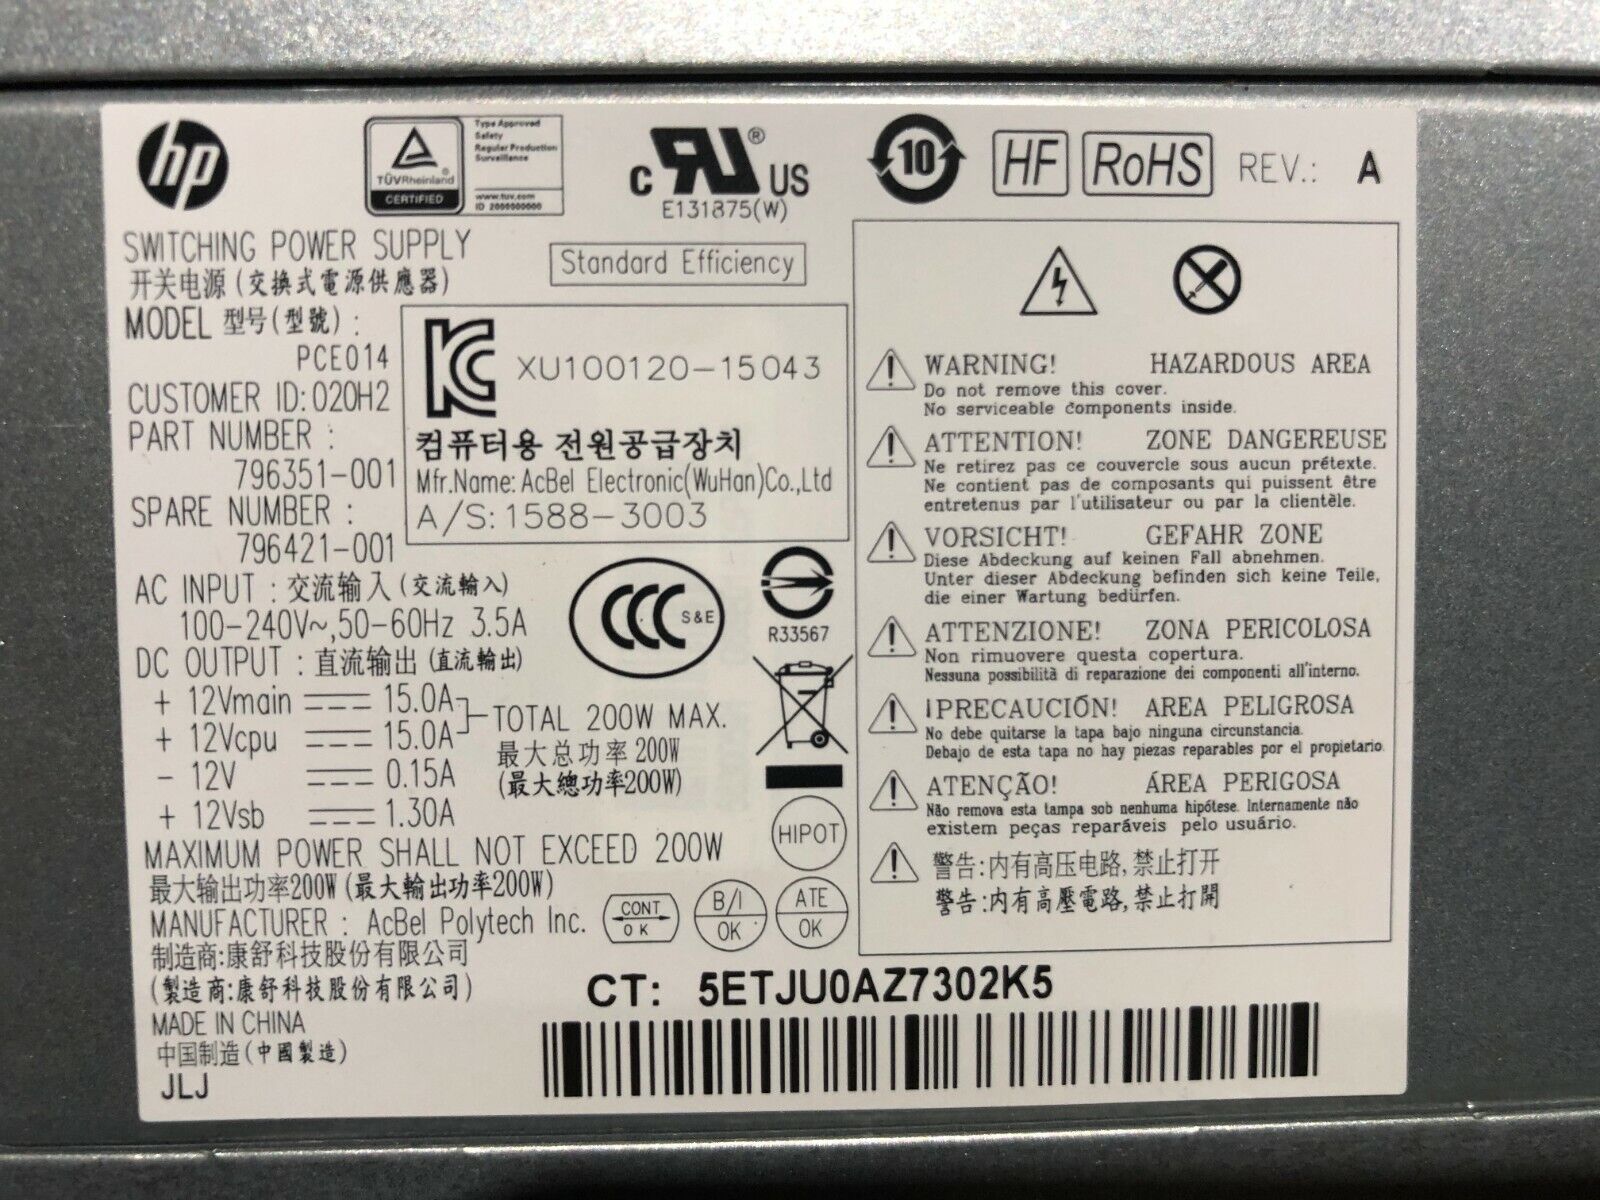 hp
TÜVRheinland
CERTIFIED
Type Approved
Safety
Regular Production
Surveillance
www.tuv.com
ID 2000000000
c RU US
E131875(W)
10
HF
RoHS
REV.: A
SWITCHING POWER SUPPLY
开关电源(交换式電源供應器)
Standard Efficiency
MODEL 型号(型號) :
PCE014
CUSTOMER ID: 020H2
PART NUMBER :
796351-001
SPARE NUMBER :
796421-001
XU100120-15043
컴퓨터용 전원공급장치
Mfr.Name: AcBel Electronic(WuHan)Co.,Ltd
A/S: 1588-3003
AC INPUT : 交流输入 (交流輸入)
100-240V~,50-60Hz 3.5A
DC OUTPUT : 直流输出 (直流輸出)
+ 12Vmain 15.0A
+ 12Vcpu 15.0A
- 12V 0.15A
+ 12Vsb 1.30A
TOTAL 200W MAX.
最大总功率 200W
(最大總功率200W)
CCC S&E
R33567
HIPOT
MAXIMUM POWER SHALL NOT EXCEED 200W
最大输出功率200W (最大輸出功率200W)
MANUFACTURER : AcBel Polytech Inc.
CONT
OK
B/I
OK
ATE
OK
制造商:康舒科技股份有限公司
(製造商:康舒科技股份有限公司)
MADE IN CHINA
中国制造(中國製造)
JLJ
CT: 5ETJU0AZ7302K5
WARNING! HAZARDOUS AREA
Do not remove this cover.
No serviceable components inside.
ATTENTION! ZONE DANGEREUSE
Ne retirez pas ce couvercle sous aucun prétexte.
Ne contient pas de composants qui puissent être
entretenus par l'utilisateur ou par la clientèle.
VORSICHT! GEFAHR ZONE
Diese Abdeckung auf keinen Fall abnehmen.
Unter dieser Abdeckung befinden sich keine Teile,
die einer Wartung bedürfen.
ATTENZIONE! ZONA PERICOLOSA
Non rimuovere questa copertura.
Nessuna possibilità di reparazione dei componenti all'interno.
¡PRECAUCIÓN! AREA PELIGROSA
No debe quitarse la tapa bajo ninguna circunstancia.
Debajo de esta tapa no hay piezas reparables por el propietario
ATENÇÃO! ÁREA PERIGOSA
Não remova esta tampa sob nenhuma hipótese. Internamente não
existem peças reparáveis pelo usuário.
警告:内有高压电路,禁止打开
警告:內有高壓電路,禁止打開